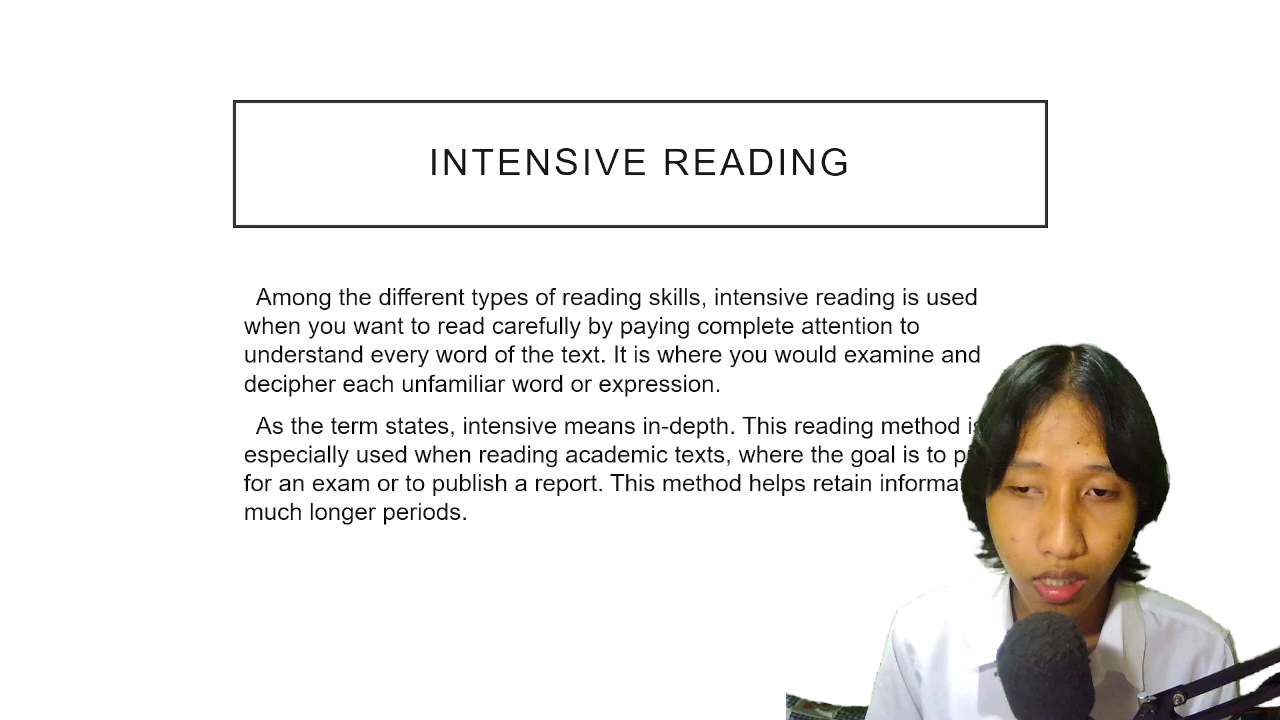 INTENSIVE READING
Among the different types of reading skills, intensive reading is used
when you want to read carefully by paying complete attention to
understand every word of the text. It is where you would examine and
decipher each unfamiliar word or expression.
As the term states, intensive means in-depth. This reading method is
especially used when reading academic texts, where the goal is to
for an exam or to publish a report. This method helps retain
much longer periods.